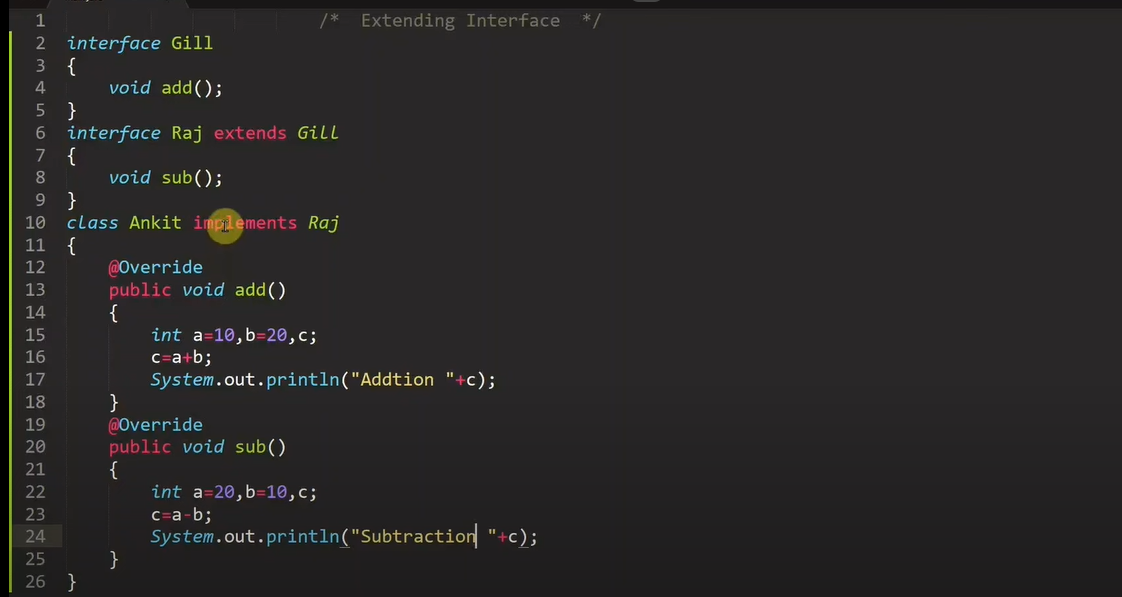 1 /* Extending Interface */
2 interface Gill
3 {
4 void add();
5 }
6 interface Raj extends Gill
7 {
8 void sub();
9 }
10 class Ankit implements Raj
11 {
12 @Override
13 public void add()
14 {
15 int a=10,b=20,c;
16 c=a+b;
17 System.out.println("Addtion "+c);
18 }
19 @Override
20 public void sub()
21 {
22 int a=20,b=10,c;
23 c=a-b;
24 System.out.println("Subtraction "+c);
25 }
26 }